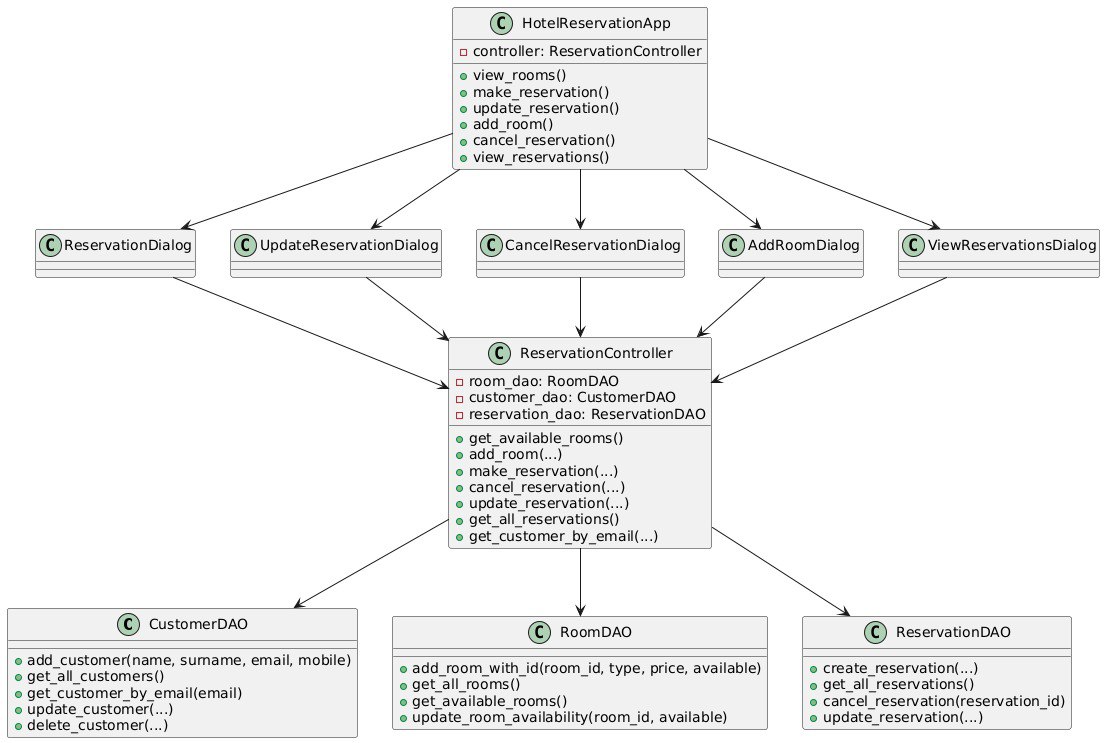 C HotelReservationApp
controller: ReservationController
view_rooms()
make_reservation()
update_reservation()
add_room()
cancel_reservation()
view_reservations()
C ReservationDialog
C UpdateReservationDialog
C CancelReservationDialog
C AddRoomDialog
C ViewReservationsDialog
C ReservationController
room_dao: RoomDAO
customer_dao: CustomerDAO
reservation_dao: ReservationDAO
get_available_rooms()
add_room(...)
make_reservation(...)
cancel_reservation(...)
update_reservation(...)
get_all_reservations()
get_customer_by_email(...)
C CustomerDAO
add_customer(name, surname, email, mobile)
get_all_customers()
get_customer_by_email(email)
update_customer(...)
delete_customer(...)
C RoomDAO
add_room_with_id(room_id, type, price, available)
get_all_rooms()
get_available_rooms()
update_room_availability(room_id, available)
C ReservationDAO
create_reservation(...)
get_all_reservations()
cancel_reservation(reservation_id)
update_reservation(...)